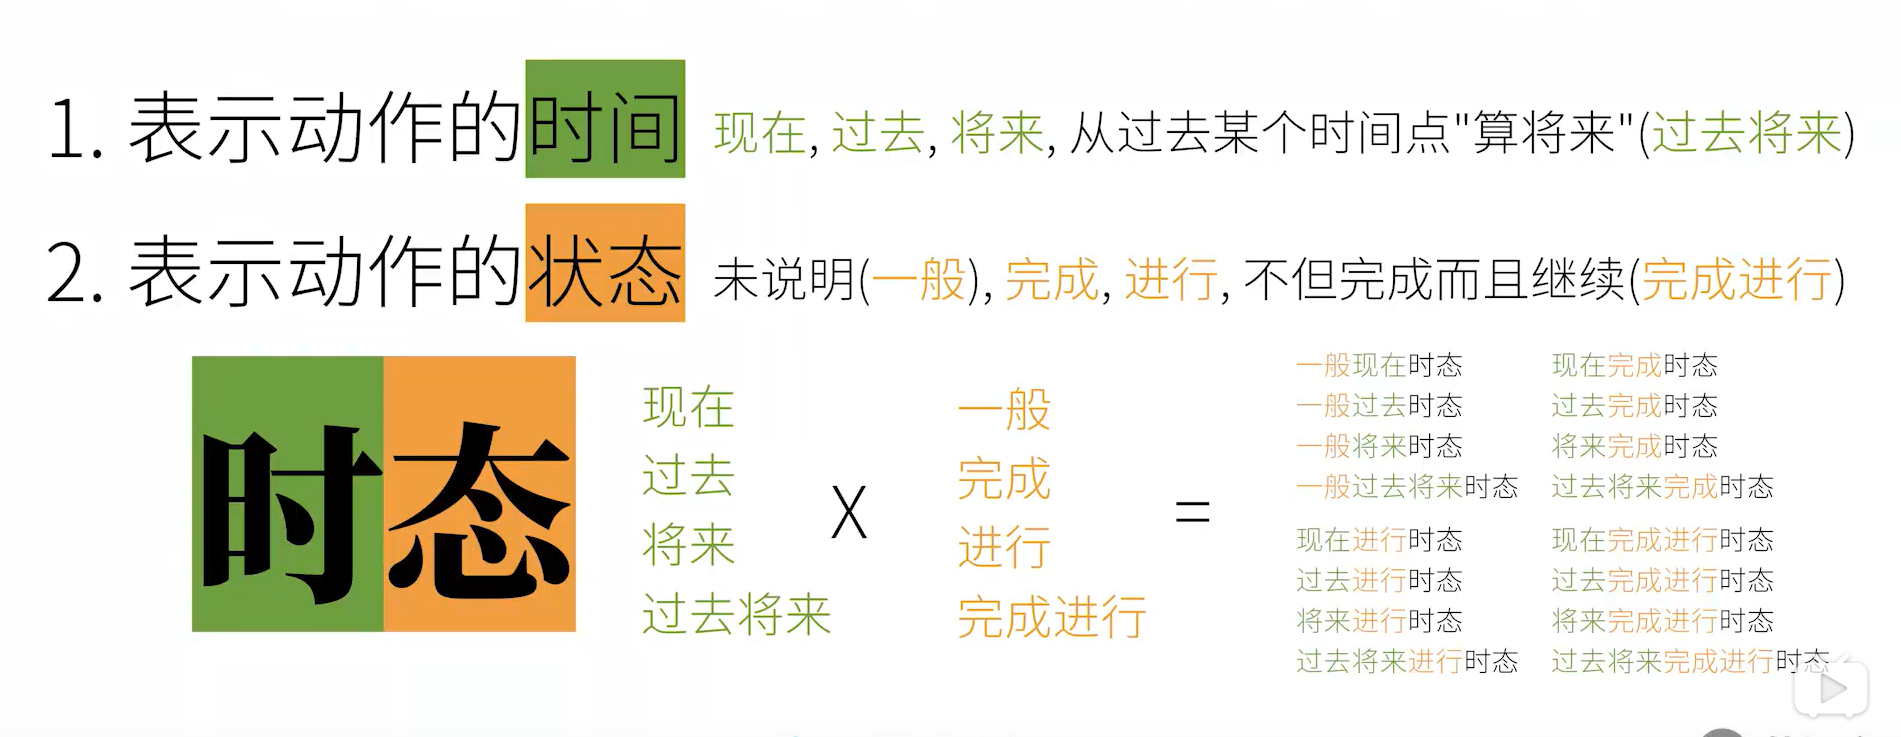 1. 表示动作的时间 现在, 过去, 将来, 从过去某个时间点"算将来"(过去将来)
2. 表示动作的状态 未说明(一般), 完成, 进行, 不但完成而且继续(完成进行)
时态
现在
过去
将来
过去将来
X
一般
完成
进行
完成进行
=
一般现在时态
一般过去时态
一般将来时态
一般过去将来时态
现在完成时态
过去完成时态
将来完成时态
过去将来完成时态
现在进行时态
过去进行时态
将来进行时态
过去将来进行时态
现在完成进行时态
过去完成进行时态
将来完成进行时态
过去将来完成进行时态